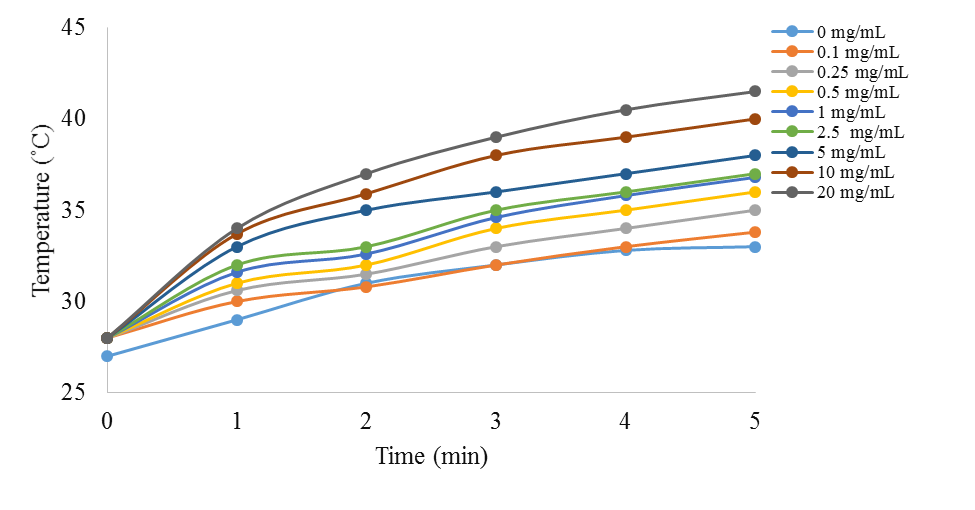 45
40
35
30
25
Temperature (˚C)
0 1 2 3 4 5
Time (min)
0 mg/mL
0.1 mg/mL
0.25 mg/mL
0.5 mg/mL
1 mg/mL
2.5  mg/mL
5 mg/mL
10 mg/mL
20 mg/mL